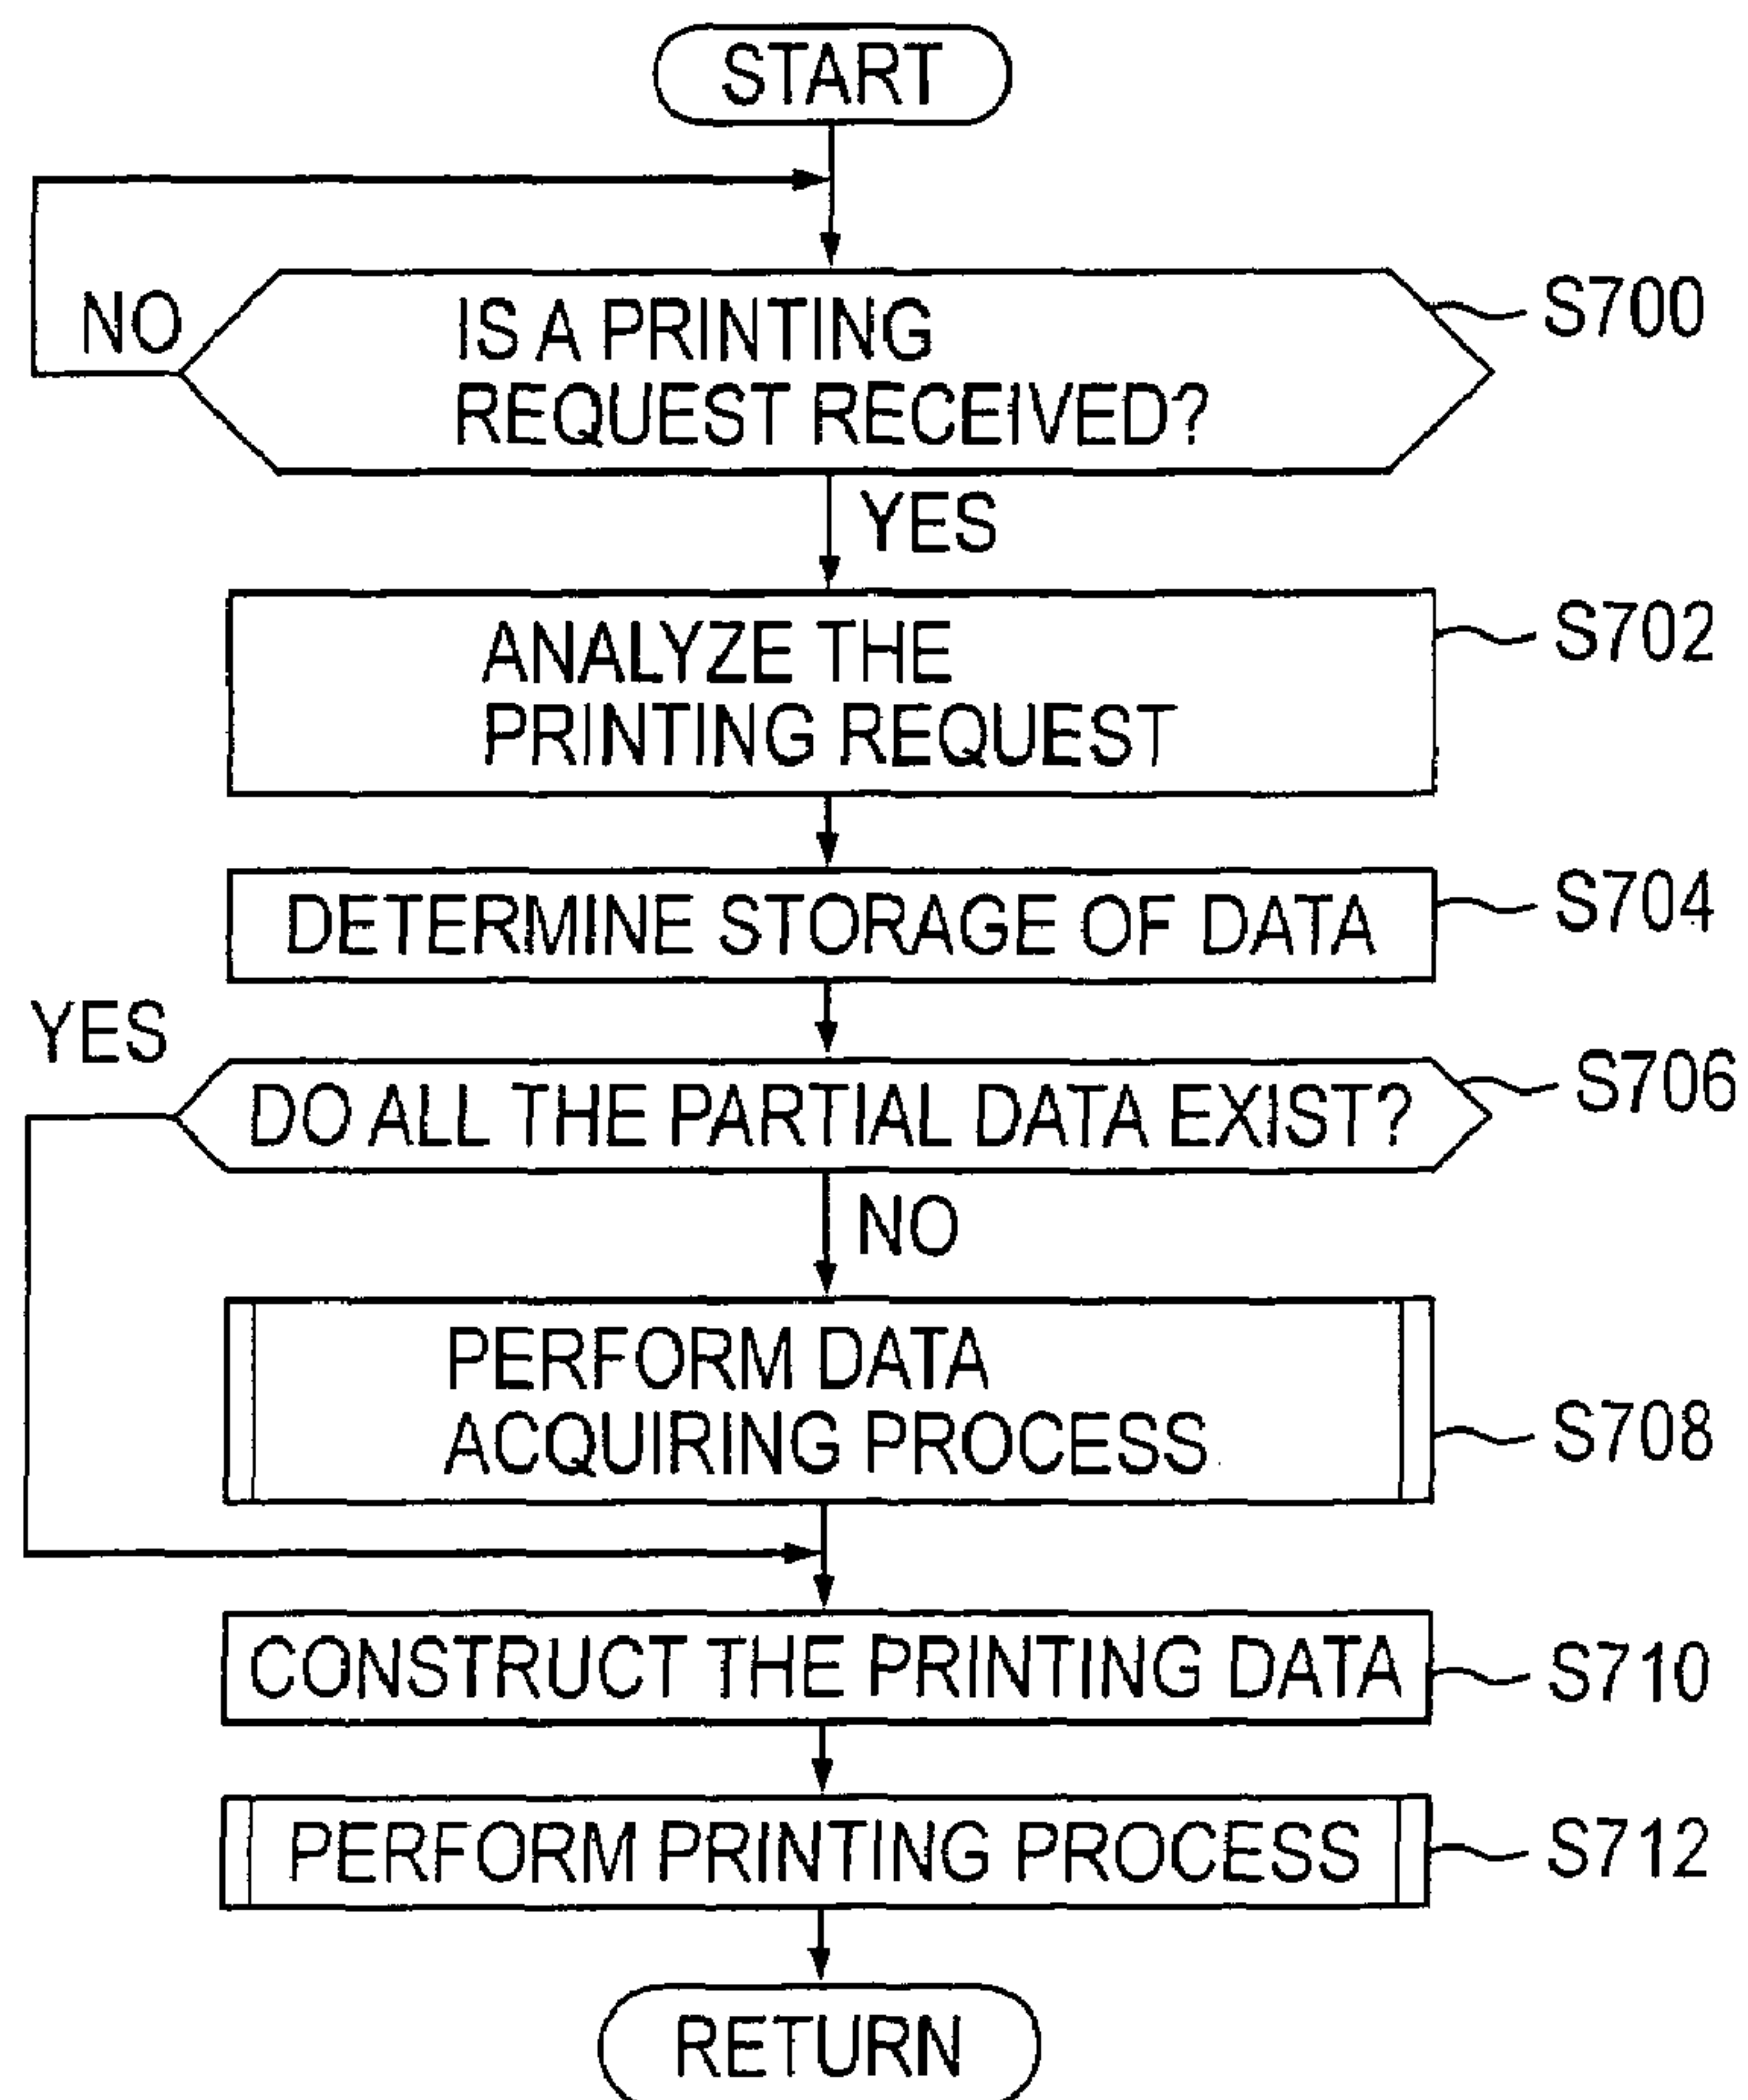 START
NO
IS A PRINTING
REQUEST RECEIVED?
S700
YES
ANALYZE THE
PRINTING REQUEST
S702
DETERMINE STORAGE OF DATA
S704
YES
DO ALL THE PARTIAL DATA EXIST?
S706
NO
PERFORM DATA
ACQUIRING PROCESS
S708
CONSTRUCT THE PRINTING DATA
S710
PERFORM PRINTING PROCESS
S712
RETURN